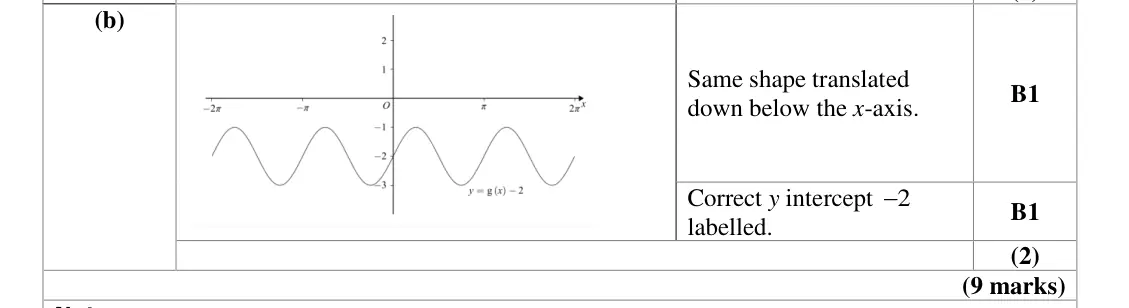 (b)
2
1
−2π
−π
O
π
2π
x
−1
−2
−3
y = g (x) − 2
Same shape translated
down below the x-axis.
B1
Correct y intercept −2
labelled.
B1
(2)
(9 marks)